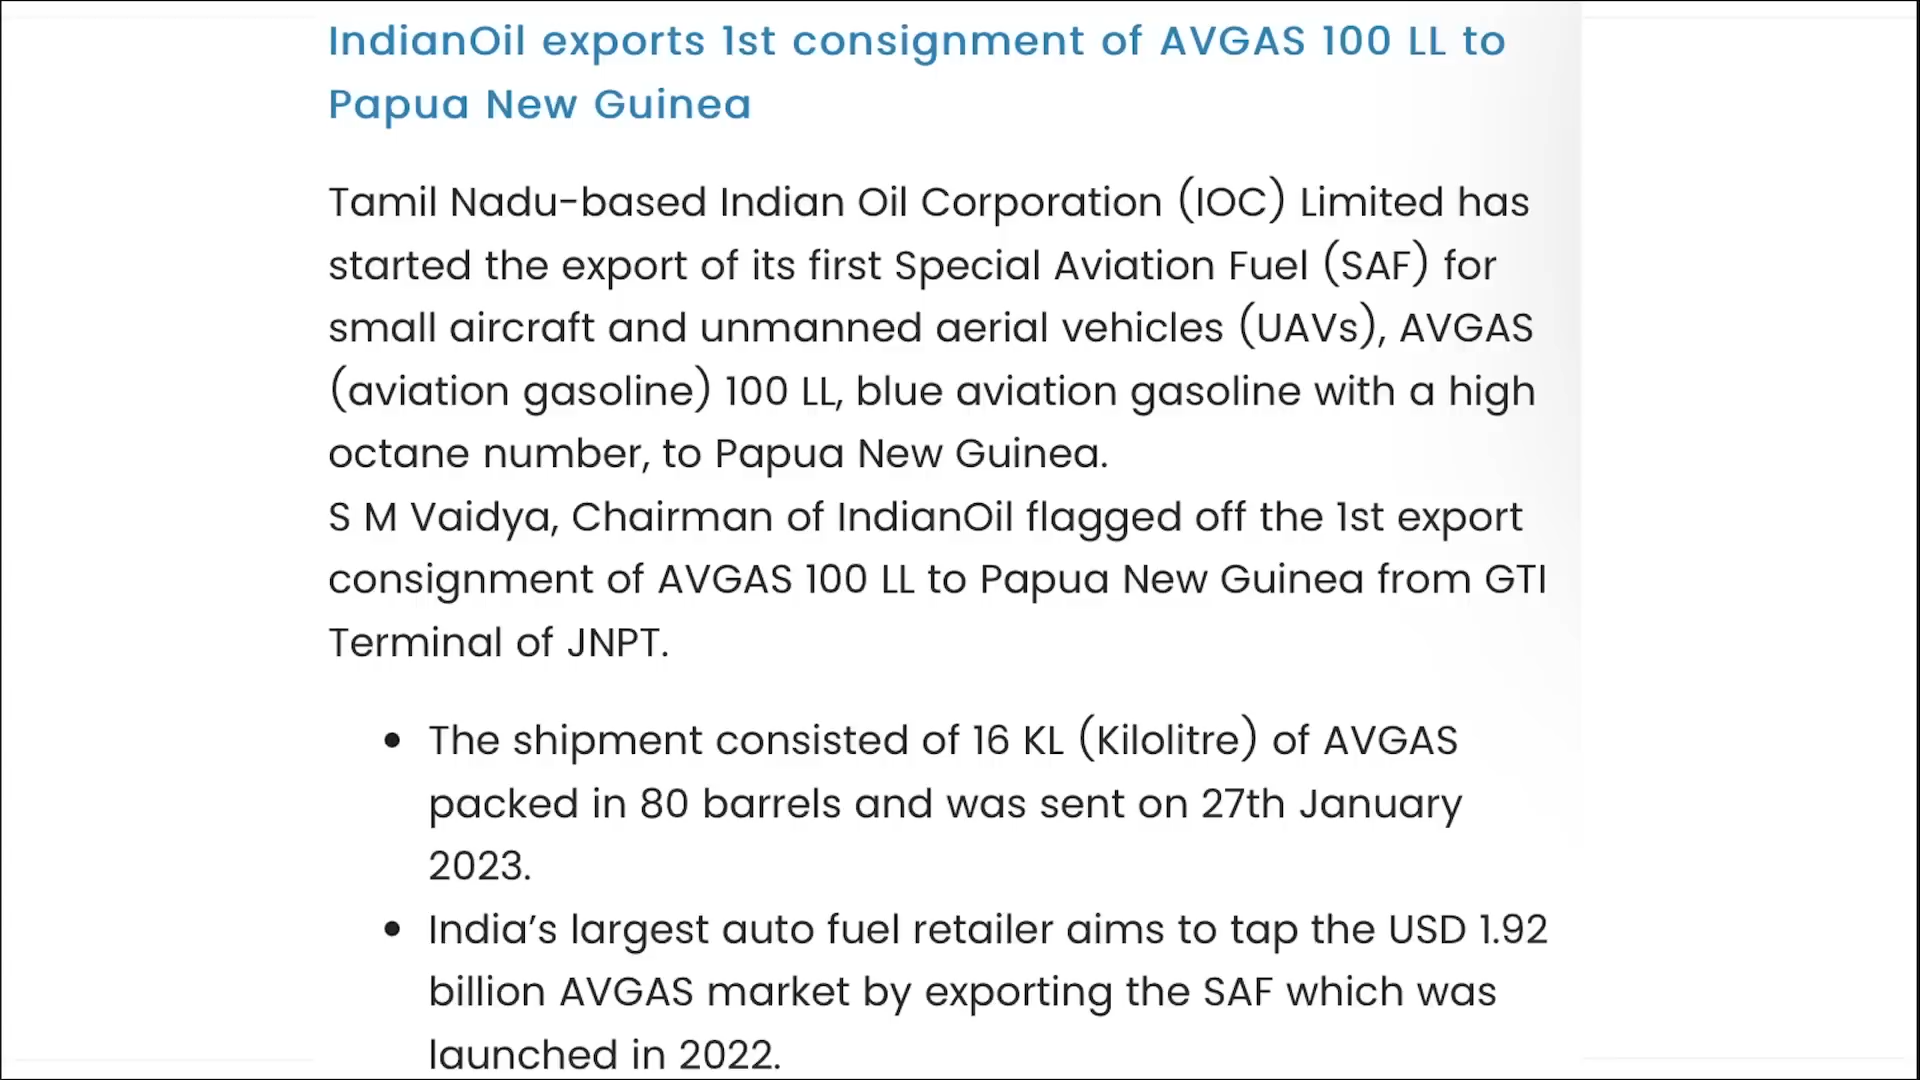 IndianOil exports 1st consignment of AVGAS 100 LL to
Papua New Guinea
Tamil Nadu-based Indian Oil Corporation (IOC) Limited has
started the export of its first Special Aviation Fuel (SAF) for
small aircraft and unmanned aerial vehicles (UAVs), AVGAS
(aviation gasoline) 100 LL, blue aviation gasoline with a high
octane number, to Papua New Guinea.
S M Vaidya, Chairman of IndianOil flagged off the 1st export
consignment of AVGAS 100 LL to Papua New Guinea from GTI
Terminal of JNPT.
• The shipment consisted of 16 KL (Kilolitre) of AVGAS
packed in 80 barrels and was sent on 27th January
2023.
• India’s largest auto fuel retailer aims to tap the USD 1.92
billion AVGAS market by exporting the SAF which was
launched in 2022.